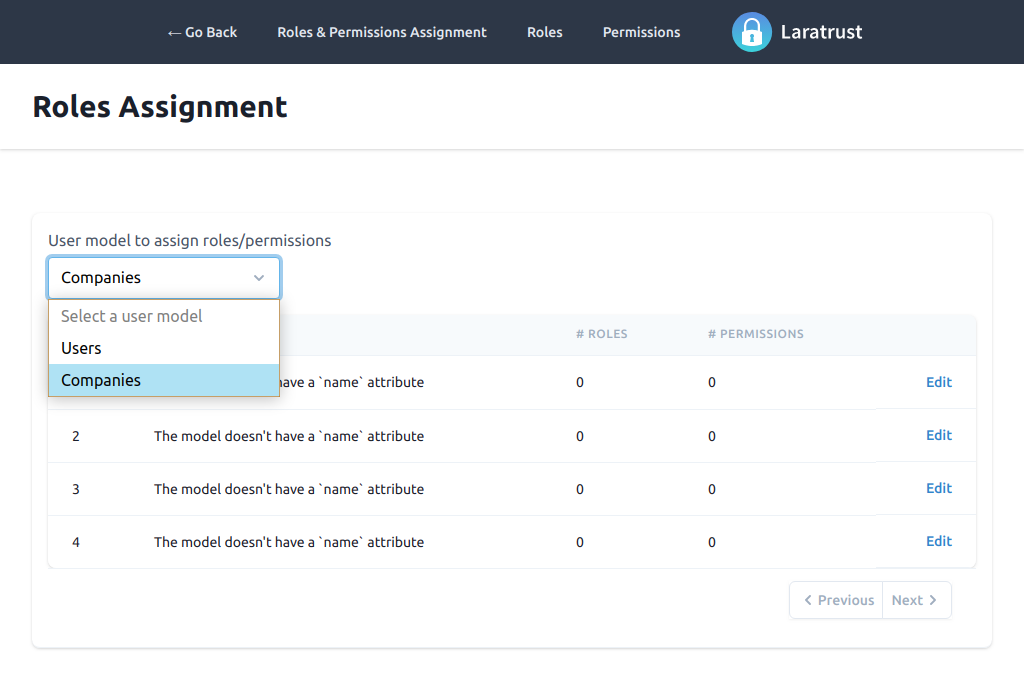 ← Go Back Roles & Permissions Assignment Roles Permissions Laratrust
Roles Assignment
User model to assign roles/permissions
Companies
Select a user model
Users
Companies
# ROLES # PERMISSIONS
have a `name` attribute 0 0 Edit
2 The model doesn't have a `name` attribute 0 0 Edit
3 The model doesn't have a `name` attribute 0 0 Edit
4 The model doesn't have a `name` attribute 0 0 Edit
Previous Next